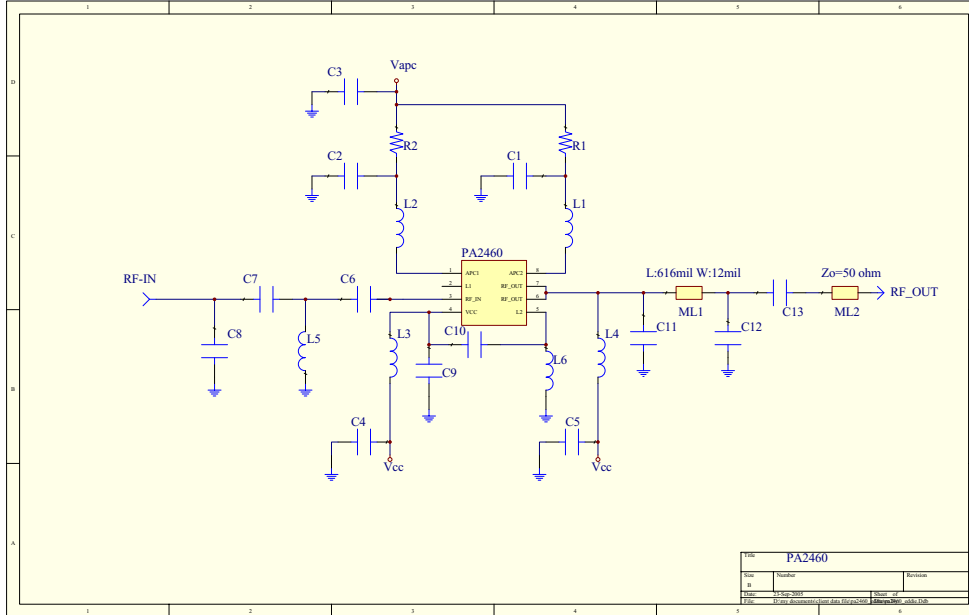 1 2 3 4 5 6
D
C3
Vapc
R2
R1
C2
C1
L2
L1
C
PA2460
1 APC1 APC2 8
2 L1 RF_OUT 7
3 RF_IN RF_OUT 6
4 VCC L2 5
RF-IN
C7
C6
L:616mil W:12mil
Zo=50 ohm
RF_OUT
ML1
C13
ML2
C8
L5
L3
C10
L4
C11
C12
L6
C9
B
C4
C5
Vcc
Vcc
A
Title
PA2460
Size
Number
Revision
B
Date:
23-Sep-2005
Sheet of
File:
1 2 3 4 5 6